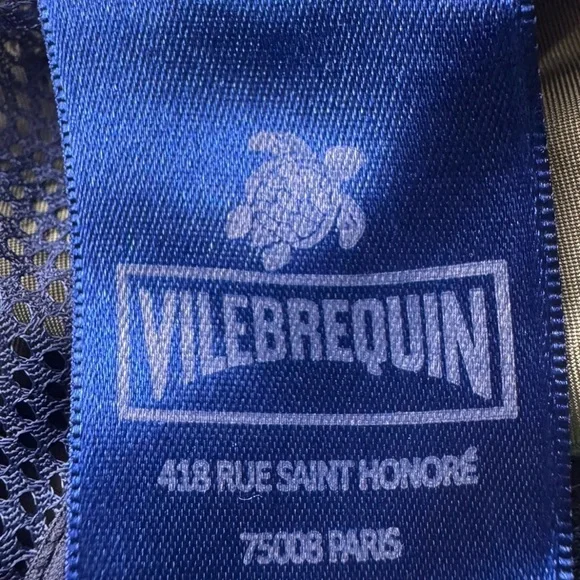 VILEBREQUIN
418 RUE SAINT HONORÉ
75008 PARIS